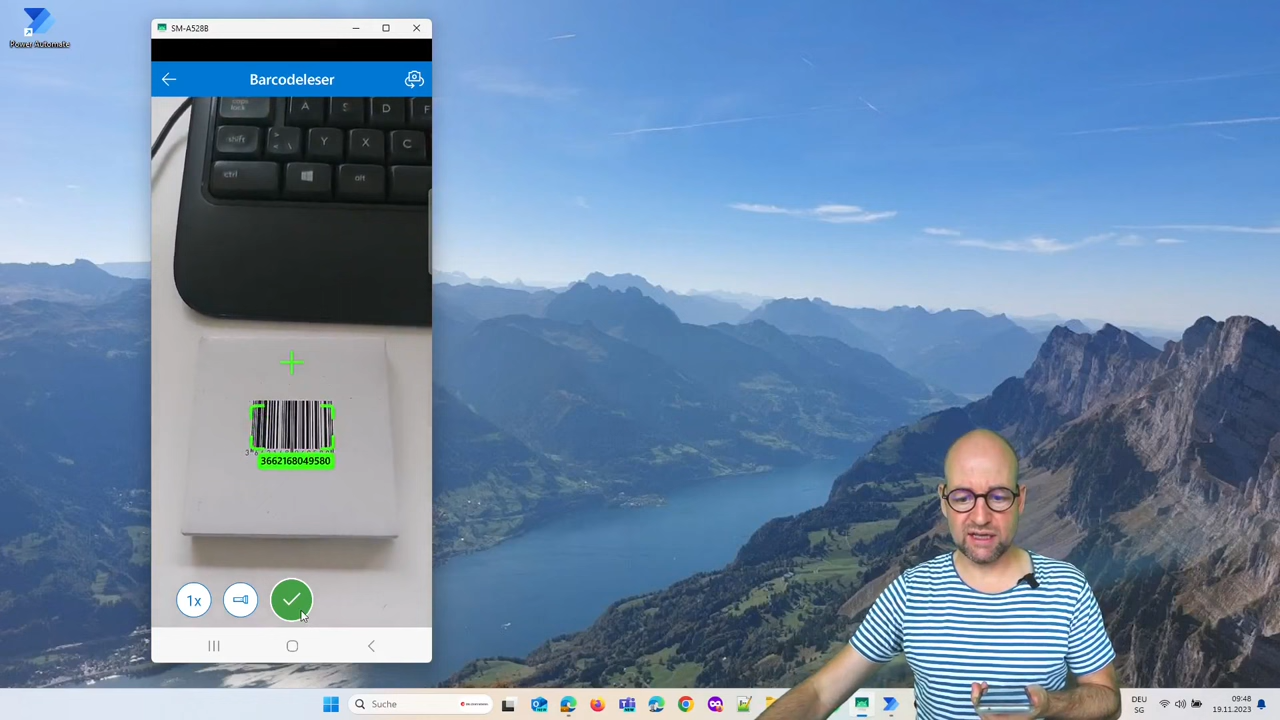 Power Automate
SM-A528B
Barcodeleser
A S D F
shift Y X C
ctrl alt
3662168049580
1x
Suche
DEU
SG
09:48
19.11.2023